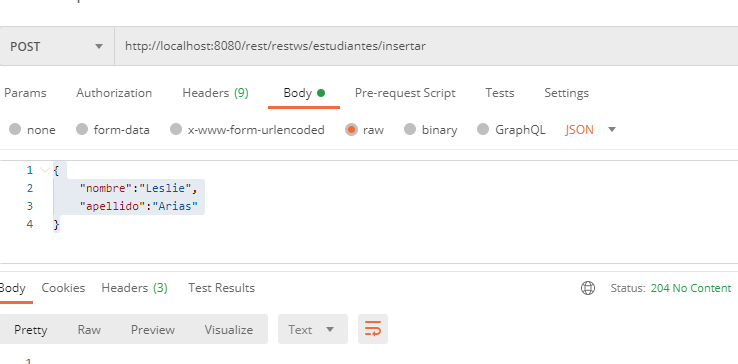 POST http://localhost:8080/rest/restws/estudiantes/insertar
Params Authorization Headers (9) Body Pre-request Script Tests Settings
none form-data x-www-form-urlencoded raw binary GraphQL JSON
1 {
2 "nombre":"Leslie",
3 "apellido":"Arias"
4 }
Body Cookies Headers (3) Test Results Status: 204 No Content
Pretty Raw Preview Visualize Text
1